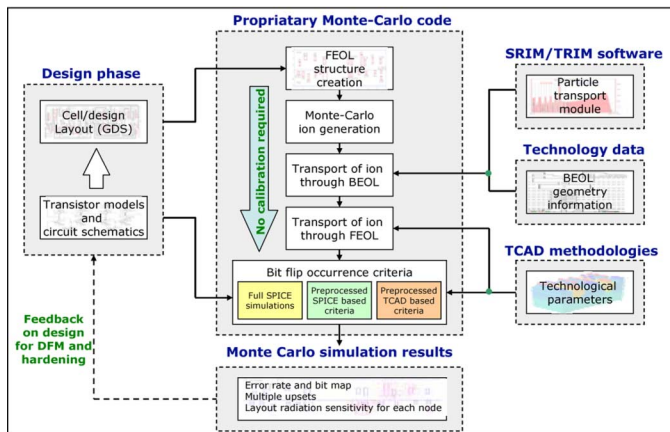 Propriatary Monte-Carlo code
FEOL
structure
creation
Monte-Carlo
ion generation
Transport of ion
through BEOL
Transport of ion
through FEOL
No calibration required
Bit flip occurrence criteria
Full SPICE
simulations
Preprocessed
SPICE based
criteria
Preprocessed
TCAD based
criteria
Design phase
Cell/design
Layout (GDS)
Transistor models
and
circuit schematics
Feedback
on design
for DFM and
hardening
SRIM/TRIM software
Particle
transport
module
Technology data
BEOL
geometry
information
TCAD methodologies
Technological
parameters
Monte Carlo simulation results
Error rate and bit map
Multiple upsets
Layout radiation sensitivity for each node